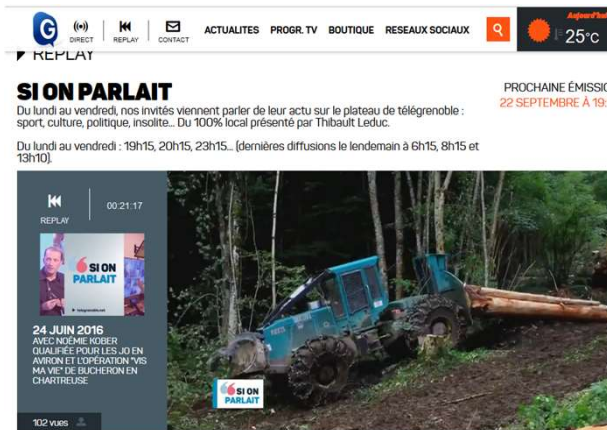 G
DIRECT
REPLAY
CONTACT
ACTUALITES PROGR. TV BOUTIQUE RESEAUX SOCIAUX
Aujourd'hui
25°C
REPLAY
SI ON PARLAIT
PROCHAINE ÉMISSIO
22 SEPTEMBRE À 19:
Du lundi au vendredi, nos invités viennent parler de leur actu sur le plateau de télégrenoble :
sport, culture, politique, insolite... Du 100% local présenté par Thibault Leduc.
Du lundi au vendredi : 19h15, 20h15, 23h15... (dernières diffusions le lendemain à 6h15, 8h15 et
13h10).
REPLAY
00:21:17
SI ON
PARLAIT
telegrenoble.net
24 JUIN 2016
AVEC NOÉMIE KOBER
QUALIFIÉE POUR LES JO EN
AVIRON ET L'OPÉRATION "VIS
MA VIE" DE BUCHERON EN
CHARTREUSE
SI ON
PARLAIT
102 vues